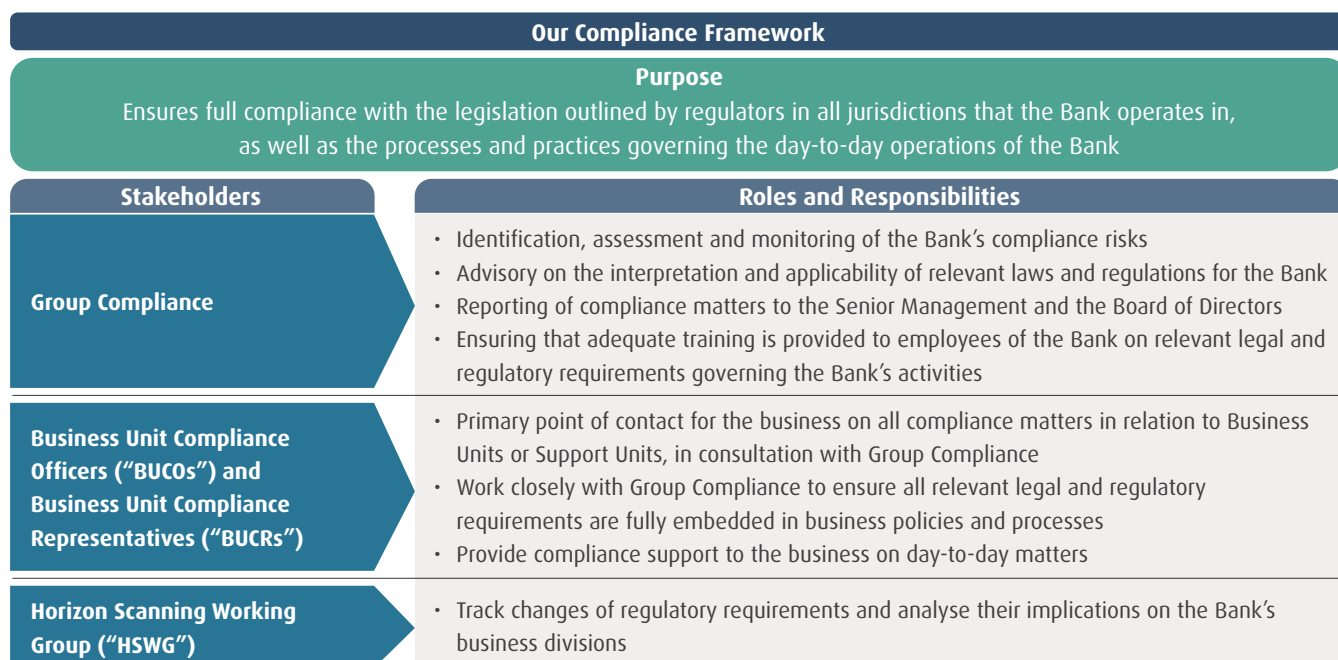 Our Compliance Framework
Purpose
Ensures full compliance with the legislation outlined by regulators in all jurisdictions that the Bank operates in,
as well as the processes and practices governing the day-to-day operations of the Bank
Stakeholders
Roles and Responsibilities
Group Compliance
• Identification, assessment and monitoring of the Bank's compliance risks
• Advisory on the interpretation and applicability of relevant laws and regulations for the Bank
• Reporting of compliance matters to the Senior Management and the Board of Directors
• Ensuring that adequate training is provided to employees of the Bank on relevant legal and
regulatory requirements governing the Bank's activities
Business Unit Compliance
Officers ("BUCOs") and
Business Unit Compliance
Representatives ("BUCRs")
• Primary point of contact for the business on all compliance matters in relation to Business
Units or Support Units, in consultation with Group Compliance
• Work closely with Group Compliance to ensure all relevant legal and regulatory
requirements are fully embedded in business policies and processes
• Provide compliance support to the business on day-to-day matters
Horizon Scanning Working
Group ("HSWG")
• Track changes of regulatory requirements and analyse their implications on the Bank's
business divisions